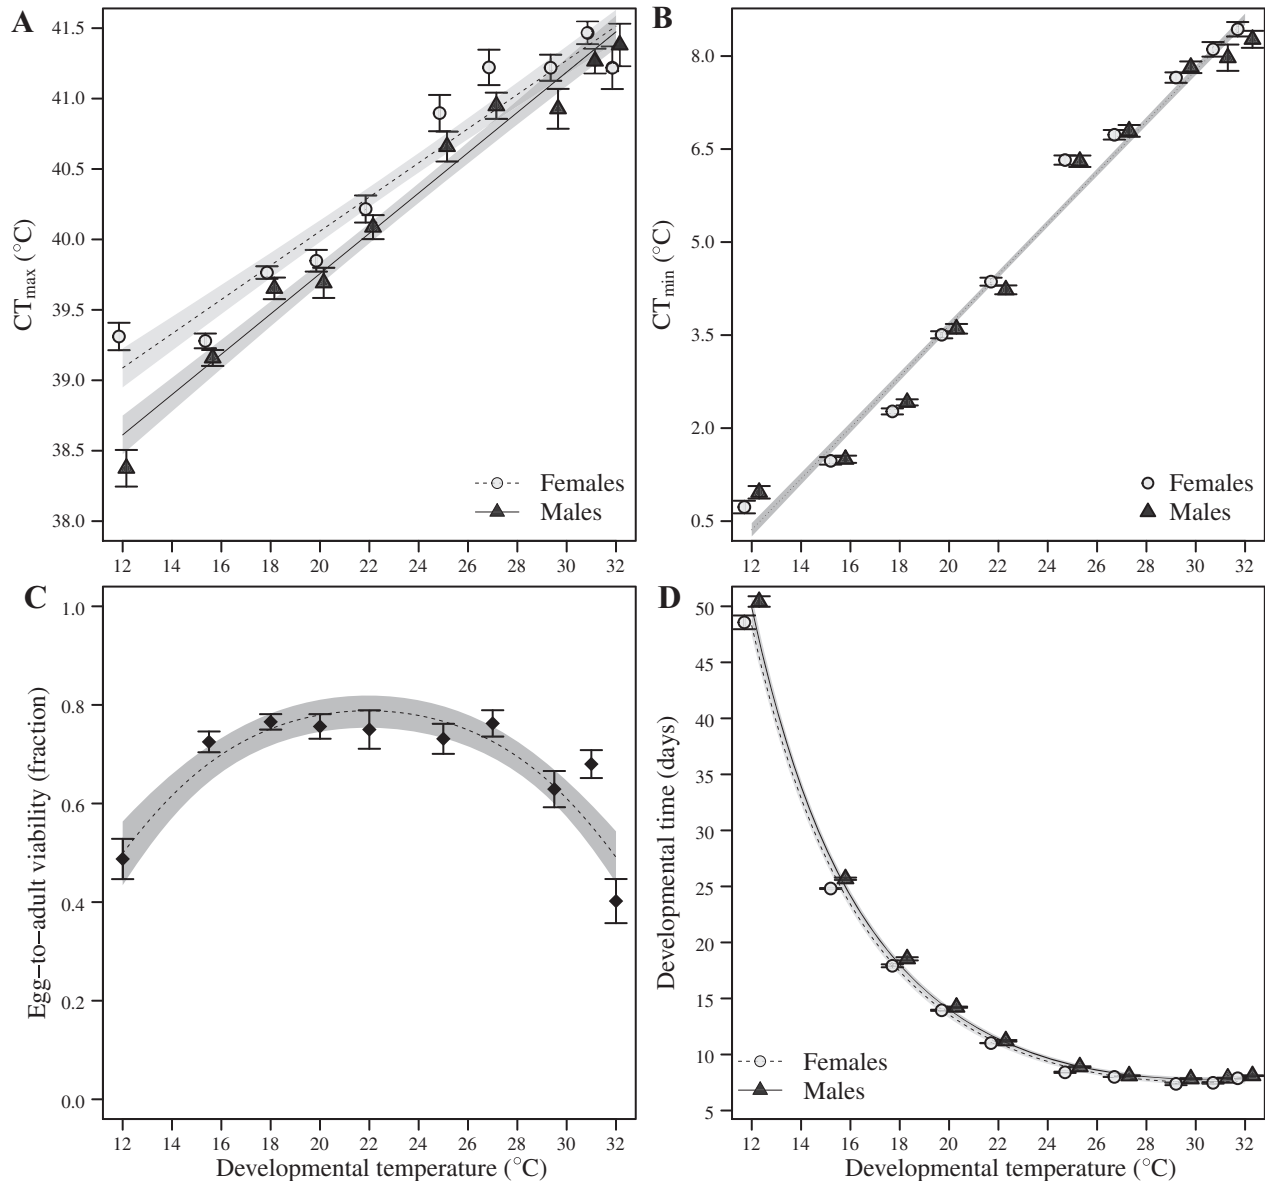 A
41.5
41.0
40.5
40.0
39.5
39.0
38.5
38.0
CTmax (°C)
Females
Males
12 14 16 18 20 22 24 26 28 30 32
B
8.0
6.5
5.0
3.5
2.0
0.5
CTmin (°C)
Females
Males
12 14 16 18 20 22 24 26 28 30 32
C
1.0
0.8
0.6
0.4
0.2
0.0
Egg−to−adult viability (fraction)
12 14 16 18 20 22 24 26 28 30 32
Developmental temperature (°C)
D
50
45
40
35
30
25
20
15
10
5
Developmental time (days)
Females
Males
12 14 16 18 20 22 24 26 28 30 32
Developmental temperature (°C)